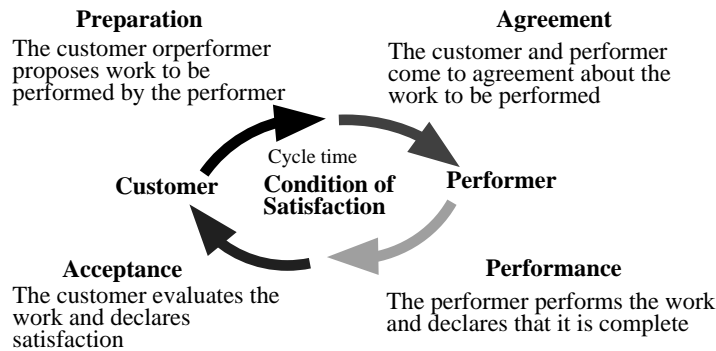 Preparation
The customer orperformer
proposes work to be
performed by the performer
Agreement
The customer and performer
come to agreement about the
work to be performed
Cycle time
Customer
Condition of
Satisfaction
Performer
Acceptance
The customer evaluates the
work and declares
satisfaction
Performance
The performer performs the work
and declares that it is complete